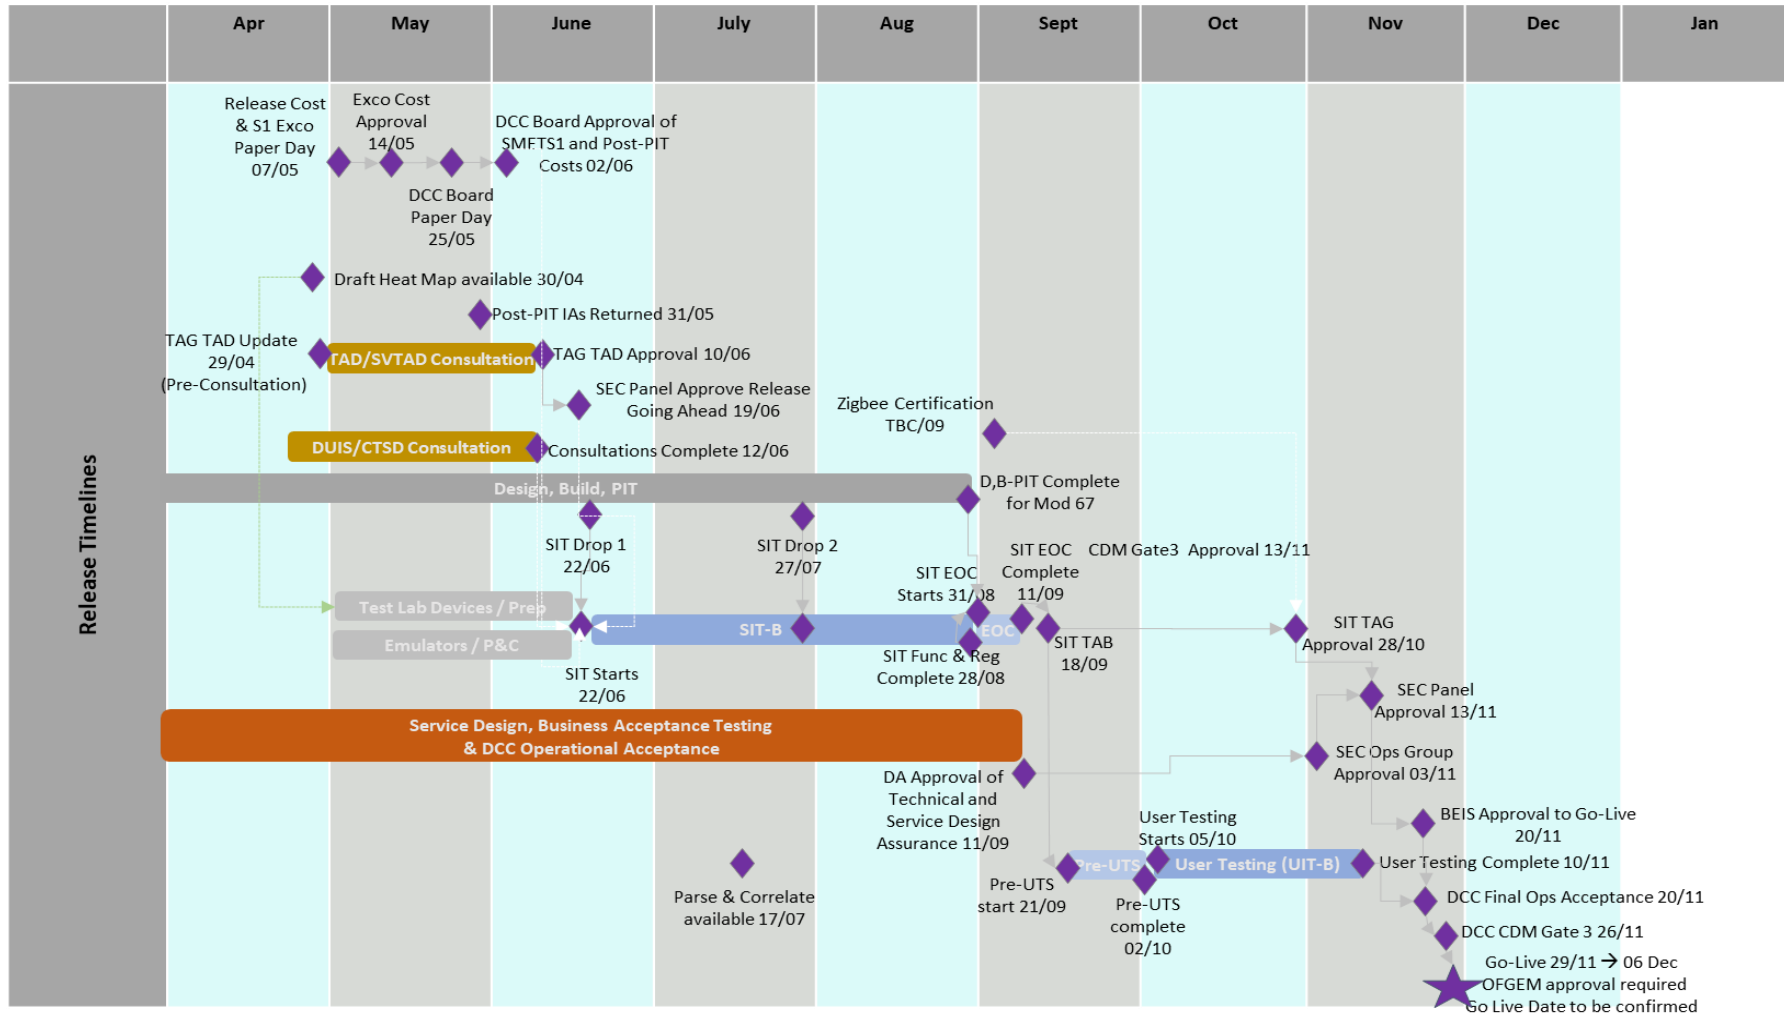 Apr
May
June
July
Aug
Sept
Oct
Nov
Dec
Jan
Release Timelines
Release Cost
& S1 Exco
Paper Day
07/05
Exco Cost
Approval
14/05
DCC Board
Paper Day
25/05
DCC Board Approval of
SMETS1 and Post-PIT
Costs 02/06
Draft Heat Map available 30/04
Post-PIT IAs Returned 31/05
TAG TAD Update
29/04
(Pre-Consultation)
TAD/SVTAD Consultation
TAG TAD Approval 10/06
SEC Panel Approve Release
Going Ahead 19/06
Zigbee Certification
TBC/09
DUIS/CTSD Consultation
Consultations Complete 12/06
Design, Build, PIT
D,B-PIT Complete
for Mod 67
SIT Drop 1
22/06
SIT Drop 2
27/07
SIT EOC
Starts 31/08
SIT EOC
Complete
11/09
CDM Gate3 Approval 13/11
Test Lab Devices / Prep
Emulators / P&C
SIT-B
EOC
SIT Starts
22/06
SIT Func & Reg
Complete 28/08
SIT TAB
18/09
SIT TAG
Approval 28/10
SEC Panel
Approval 13/11
Service Design, Business Acceptance Testing
& DCC Operational Acceptance
SEC Ops Group
Approval 03/11
DA Approval of
Technical and
Service Design
Assurance 11/09
BEIS Approval to Go-Live
20/11
User Testing
Starts 05/10
Pre-UTS
User Testing (UIT-B)
User Testing Complete 10/11
Parse & Correlate
available 17/07
Pre-UTS
start 21/09
Pre-UTS
complete
02/10
DCC Final Ops Acceptance 20/11
DCC CDM Gate 3 26/11
Go-Live 29/11 → 06 Dec
OFGEM approval required
Go Live Date to be confirmed